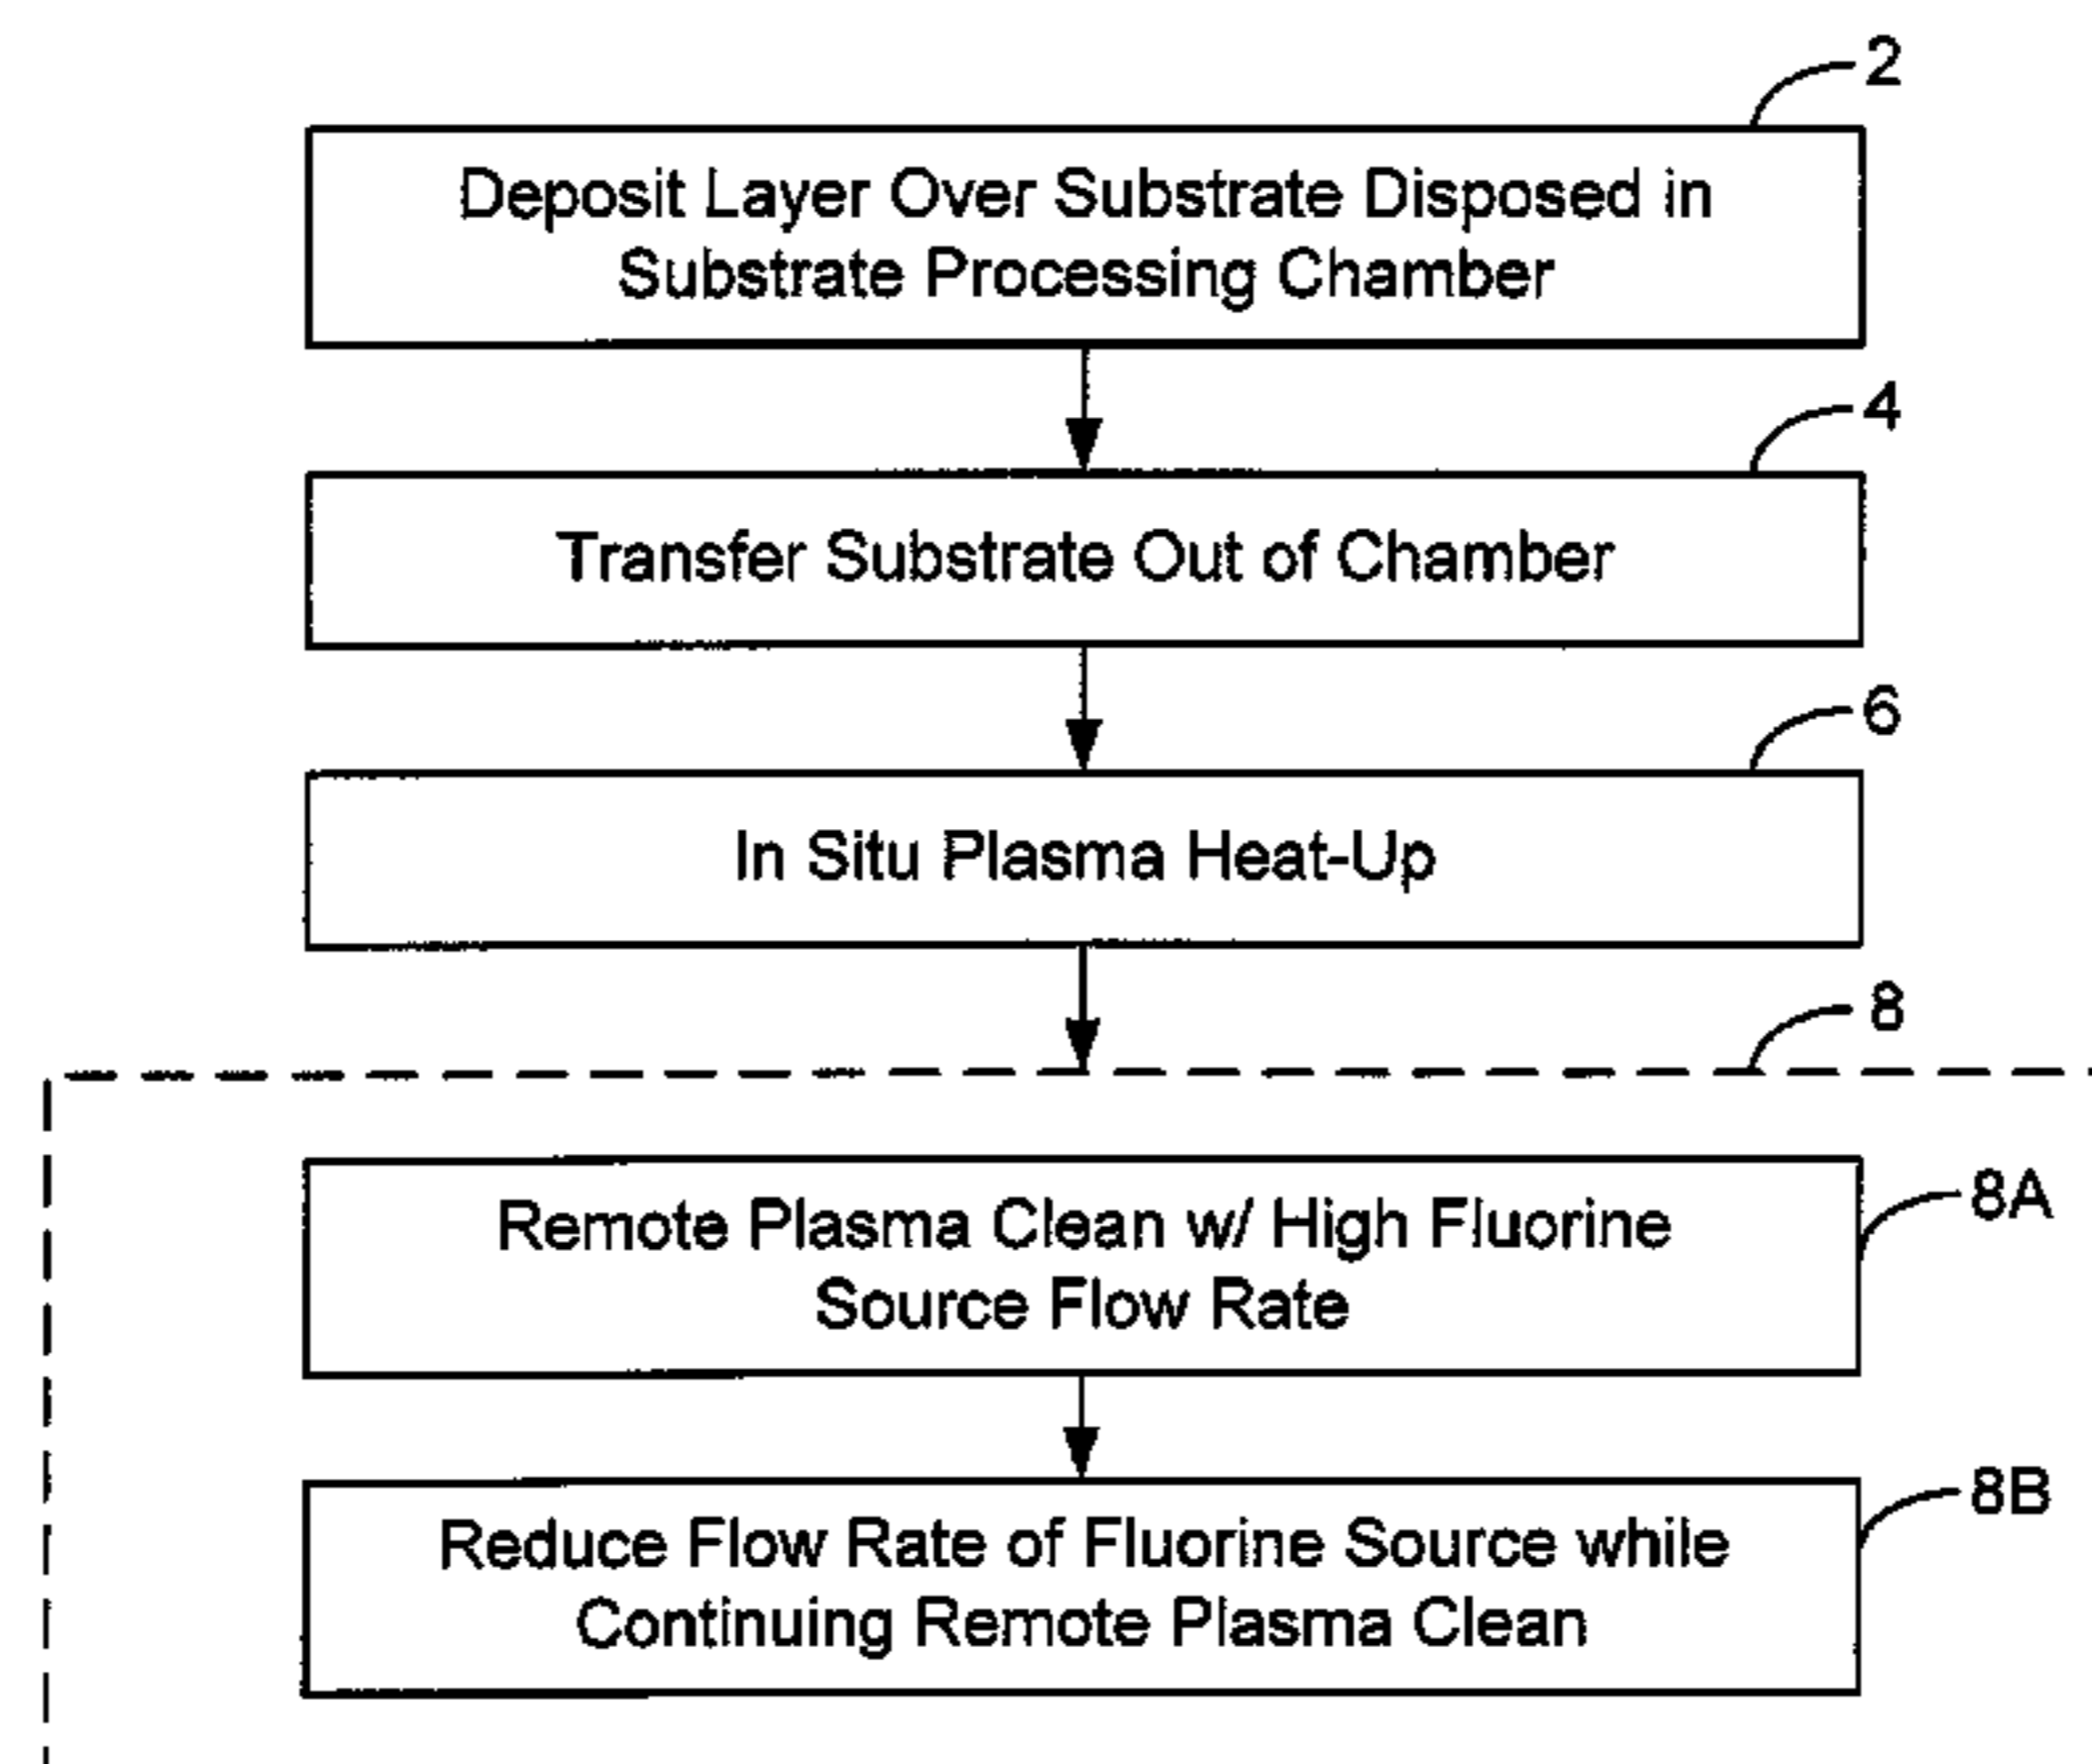 2
Deposit Layer Over Substrate Disposed in
Substrate Processing Chamber
4
Transfer Substrate Out of Chamber
6
In Situ Plasma Heat-Up
8
8A
Remote Plasma Clean w/ High Fluorine
Source Flow Rate
8B
Reduce Flow Rate of Fluorine Source while
Continuing Remote Plasma Clean